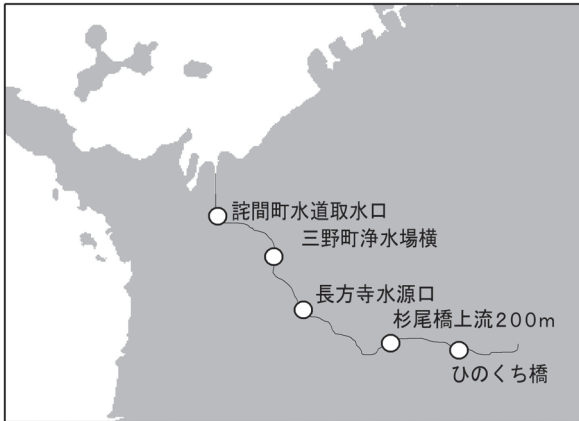 詫間町水道取水口
三野町浄水場横
長方寺水源口
杉尾橋上流200m
ひのくち橋